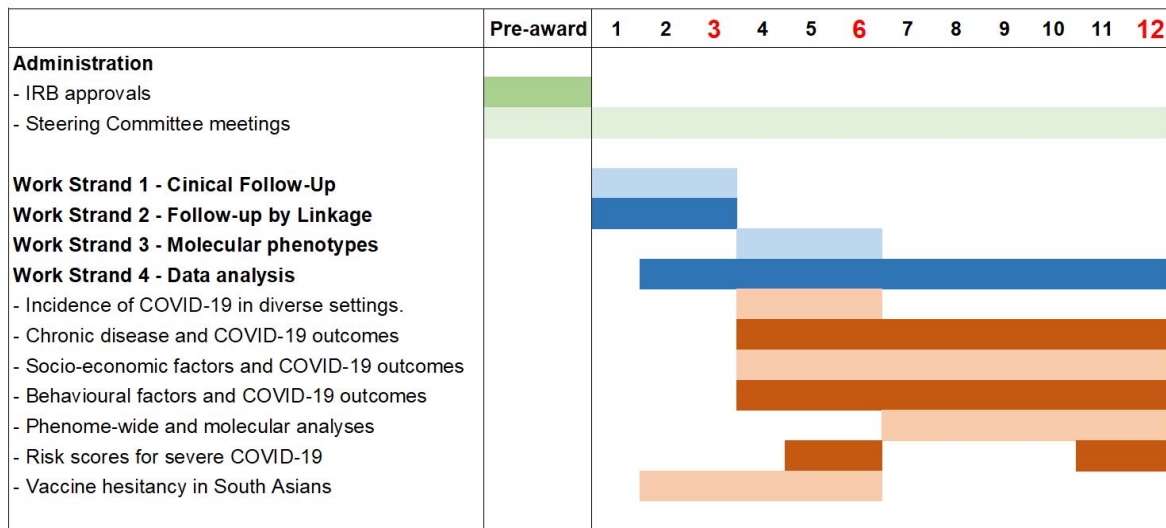 Pre-award 1 2 3 4 5 6 7 8 9 10 11 12
Administration
- IRB approvals
- Steering Committee meetings
Work Strand 1 - Cinical Follow-Up
Work Strand 2 - Follow-up by Linkage
Work Strand 3 - Molecular phenotypes
Work Strand 4 - Data analysis
- Incidence of COVID-19 in diverse settings.
- Chronic disease and COVID-19 outcomes
- Socio-economic factors and COVID-19 outcomes
- Behavioural factors and COVID-19 outcomes
- Phenome-wide and molecular analyses
- Risk scores for severe COVID-19
- Vaccine hesitancy in South Asians